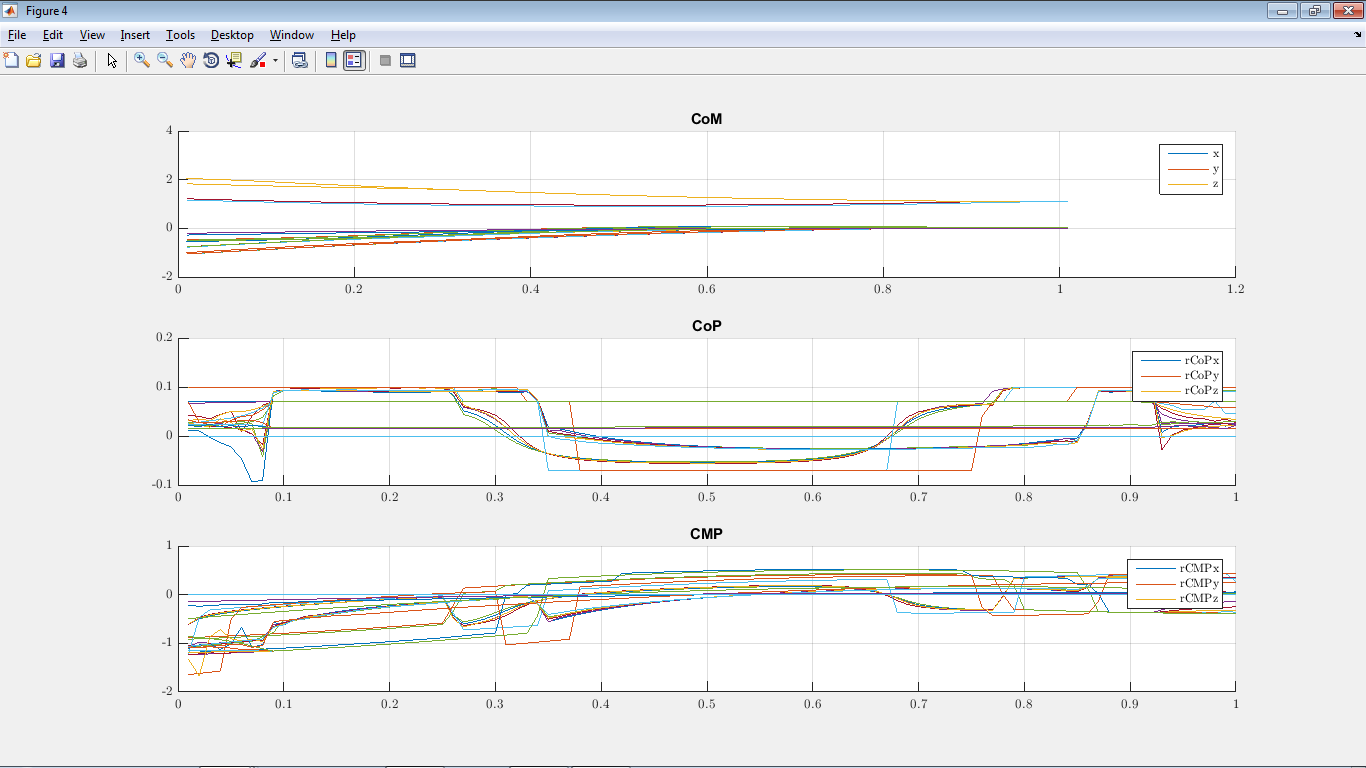 Figure 4
File Edit View Insert Tools Desktop Window Help
CoM
4
2
0
-2
0 0.2 0.4 0.6 0.8 1 1.2
x
y
z
CoP
0.2
0.1
0
-0.1
0 0.1 0.2 0.3 0.4 0.5 0.6 0.7 0.8 0.9 1
rCoPx
rCoPy
rCoPz
CMP
1
0
-1
-2
0 0.1 0.2 0.3 0.4 0.5 0.6 0.7 0.8 0.9 1
rCMPx
rCMPy
rCMPz